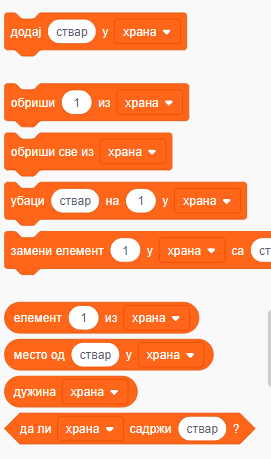 додај ствар у храна
обриши 1 из храна
обриши све из храна
убаци ствар на 1 у храна
замени елемент 1 у храна са ст
елемент 1 из храна
место од ствар у храна
дужина храна
да ли храна садржи ствар ?